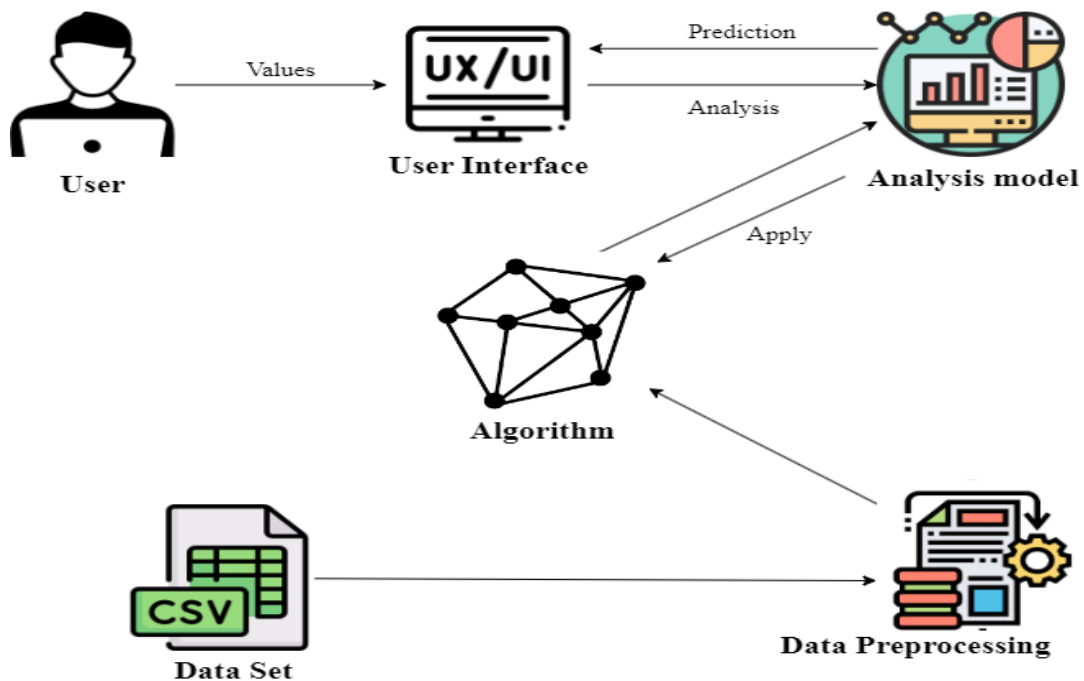 Prediction
Values
UX/UI
Analysis
User Interface
User
Analysis model
Apply
Algorithm
CSV
Data Preprocessing
Data Set